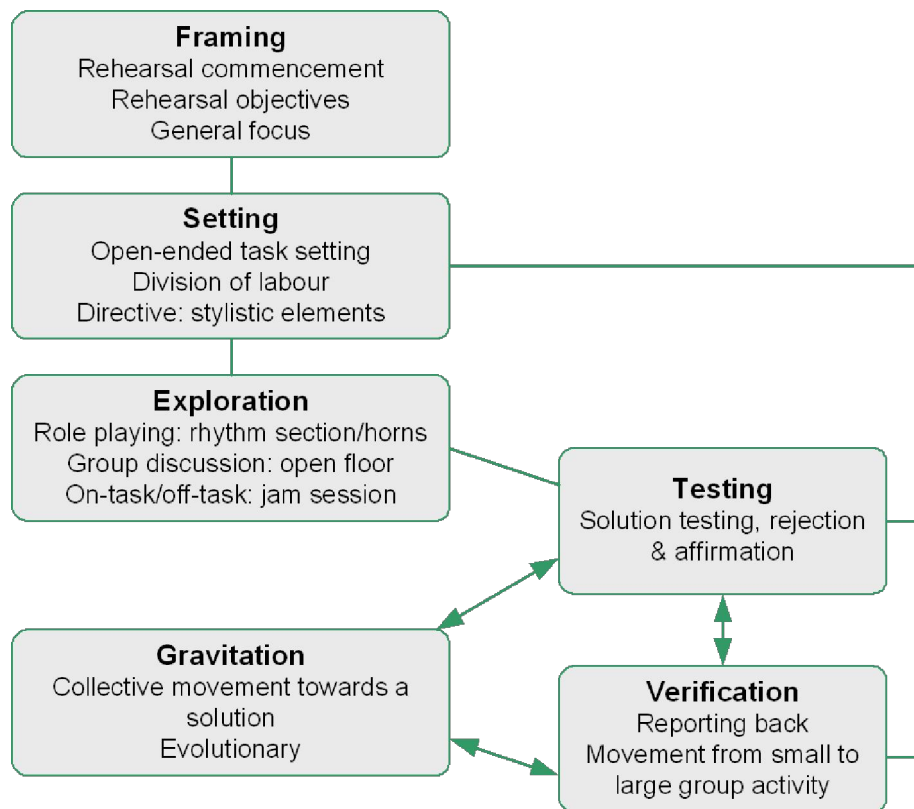 Framing
Rehearsal commencement
Rehearsal objectives
General focus
Setting
Open-ended task setting
Division of labour
Directive: stylistic elements
Exploration
Role playing: rhythm section/horns
Group discussion: open floor
On-task/off-task: jam session
Testing
Solution testing, rejection
& affirmation
Gravitation
Collective movement towards a
solution
Evolutionary
Verification
Reporting back
Movement from small to
large group activity